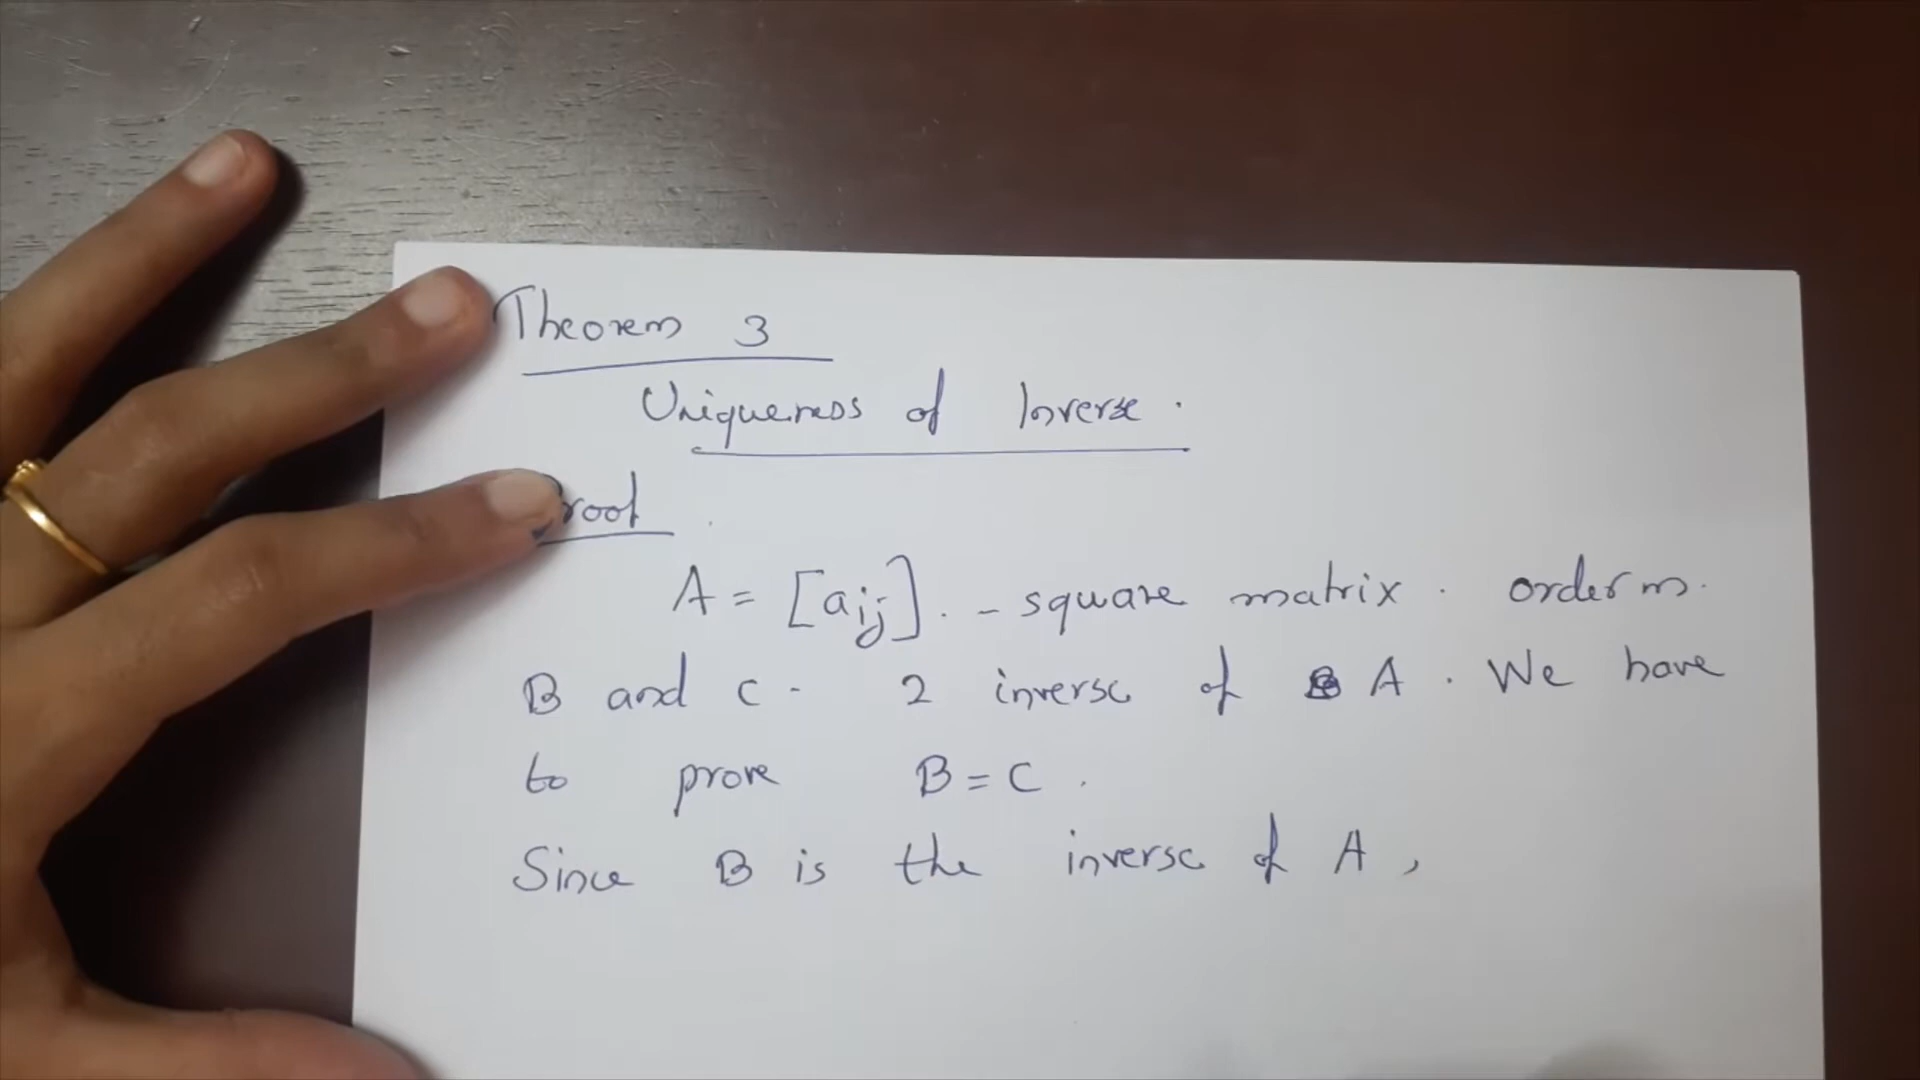 Theorem 3
Uniqueness of Inverse.
Proof
A = [aij]. - square matrix. order m.
B and C - 2 inverse of A. We have
to prove B = C.
Since B is the inverse of A,